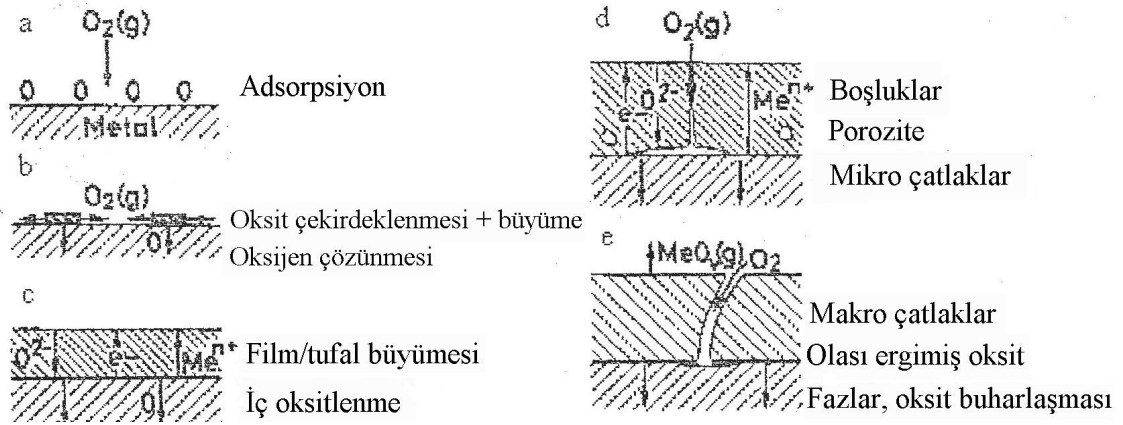 a
O₂(g)
O O O O
Adsorpsiyon
Metal
b
O₂(g)
Oksit çekirdeklenmesi + büyüme
O
Oksijen çözünmesi
c
O²⁻ e⁻ Meⁿ⁺
Film/tufal büyümesi
O
İç oksitlenme
d
O₂(g)
e⁻ O²⁻ Meⁿ⁺
Boşluklar
Porozite
Mikro çatlaklar
e
MeOᵧ(g) O₂
Makro çatlaklar
Olası ergimiş oksit
Fazlar, oksit buharlaşması